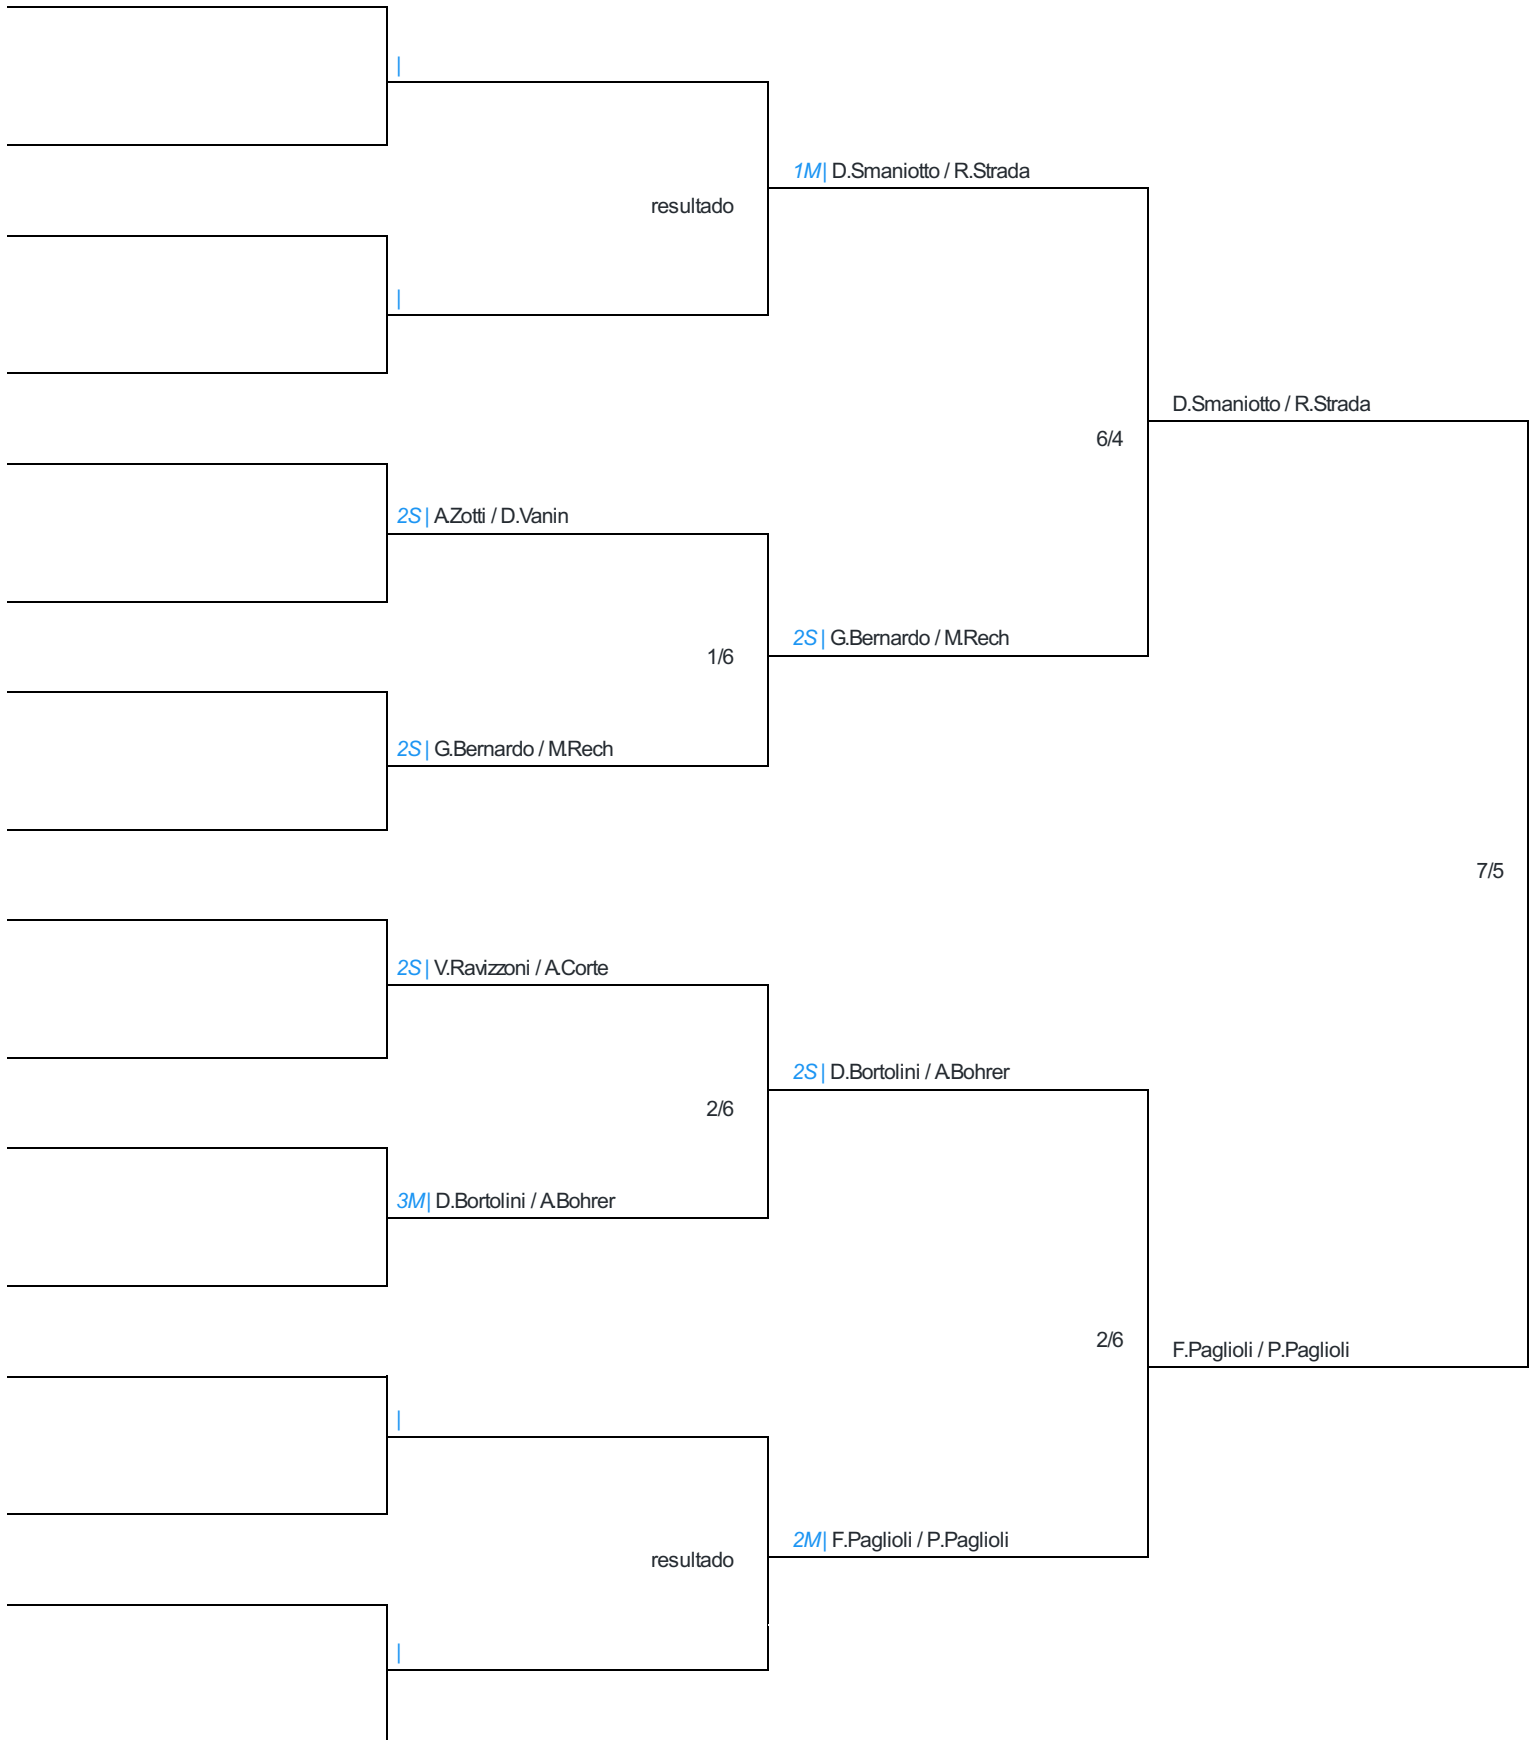 |
1M| D.Smaniotto / R.Strada
resultado
|
D.Smaniotto / R.Strada
6/4
2S| A.Zotti / D.Vanin
2S| G.Bernardo / M.Rech
1/6
2S| G.Bernardo / M.Rech
7/5
2S| V.Ravizzoni / A.Corte
2S| D.Bortolini / A.Bohrer
2/6
3M| D.Bortolini / A.Bohrer
2/6
F.Paglioli / P.Paglioli
|
2M| F.Paglioli / P.Paglioli
resultado
|